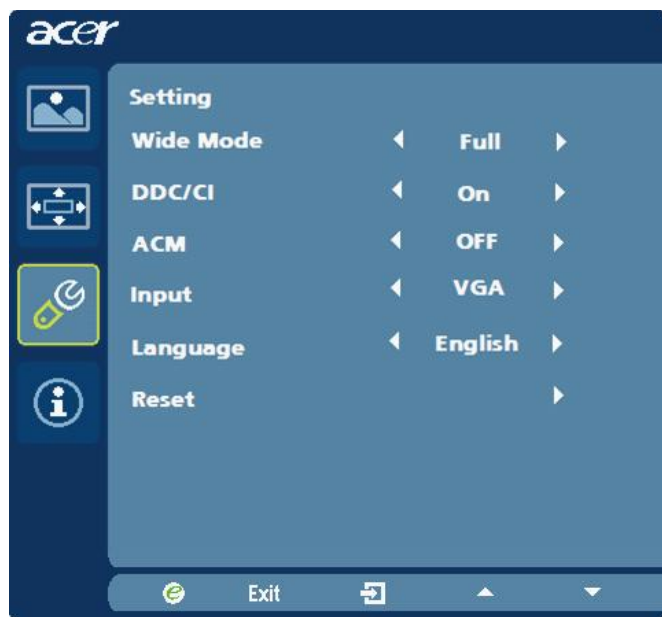 acer
Setting
Wide Mode Full
DDC/CI On
ACM OFF
Input VGA
Language English
Reset
e Exit